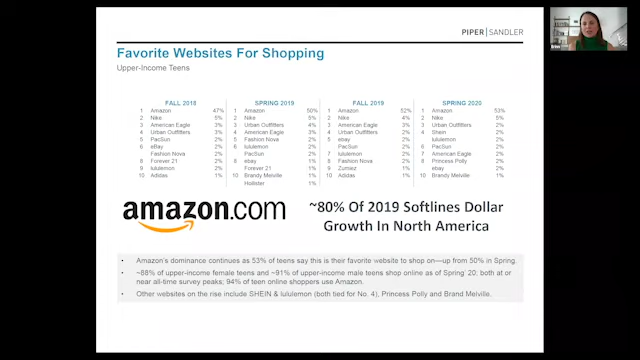 PIPER|SANDLER
Favorite Websites For Shopping
Upper-Income Teens
FALL 2018
1 Amazon 47%
2 Nike 5%
3 American Eagle 3%
4 Urban Outfitters 3%
5 PacSun 2%
6 eBay 2%
Fashion Nova 2%
8 Forever 21 2%
9 lululemon 2%
10 Adidas 1%
SPRING 2019
1 Amazon 50%
2 Nike 5%
3 Urban Outfitters 4%
4 American Eagle 3%
5 Fashion Nova 2%
6 lululemon 2%
PacSun 2%
8 ebay 1%
Forever 21 1%
10 Brandy Melville 1%
Hollister 1%
FALL 2019
1 Amazon 52%
2 Nike 4%
3 American Eagle 3%
4 Urban Outfitters 2%
5 ebay 2%
PacSun 2%
7 lululemon 2%
8 Fashion Nova 2%
9 Zumiez 1%
10 Adidas 1%
SPRING 2020
1 Amazon 53%
2 Nike 5%
3 Urban Outfitters 2%
4 Shein 2%
lululemon 2%
PacSun 2%
7 American Eagle 2%
8 Princess Polly 2%
ebay 2%
10 Brandy Melville 1%
amazon.com
~80% Of 2019 Softlines Dollar
Growth In North America
• Amazon's dominance continues as 53% of teens say this is their favorite website to shop on—up from 50% in Spring.
• ~88% of upper-income female teens and ~91% of upper-income male teens shop online as of Spring' 20: both at or
near all-time survey peaks; 94% of teen online shoppers use Amazon.
• Other websites on the rise include SHEIN & lululemon (both tied for No. 4), Princess Polly and Brand Melville.